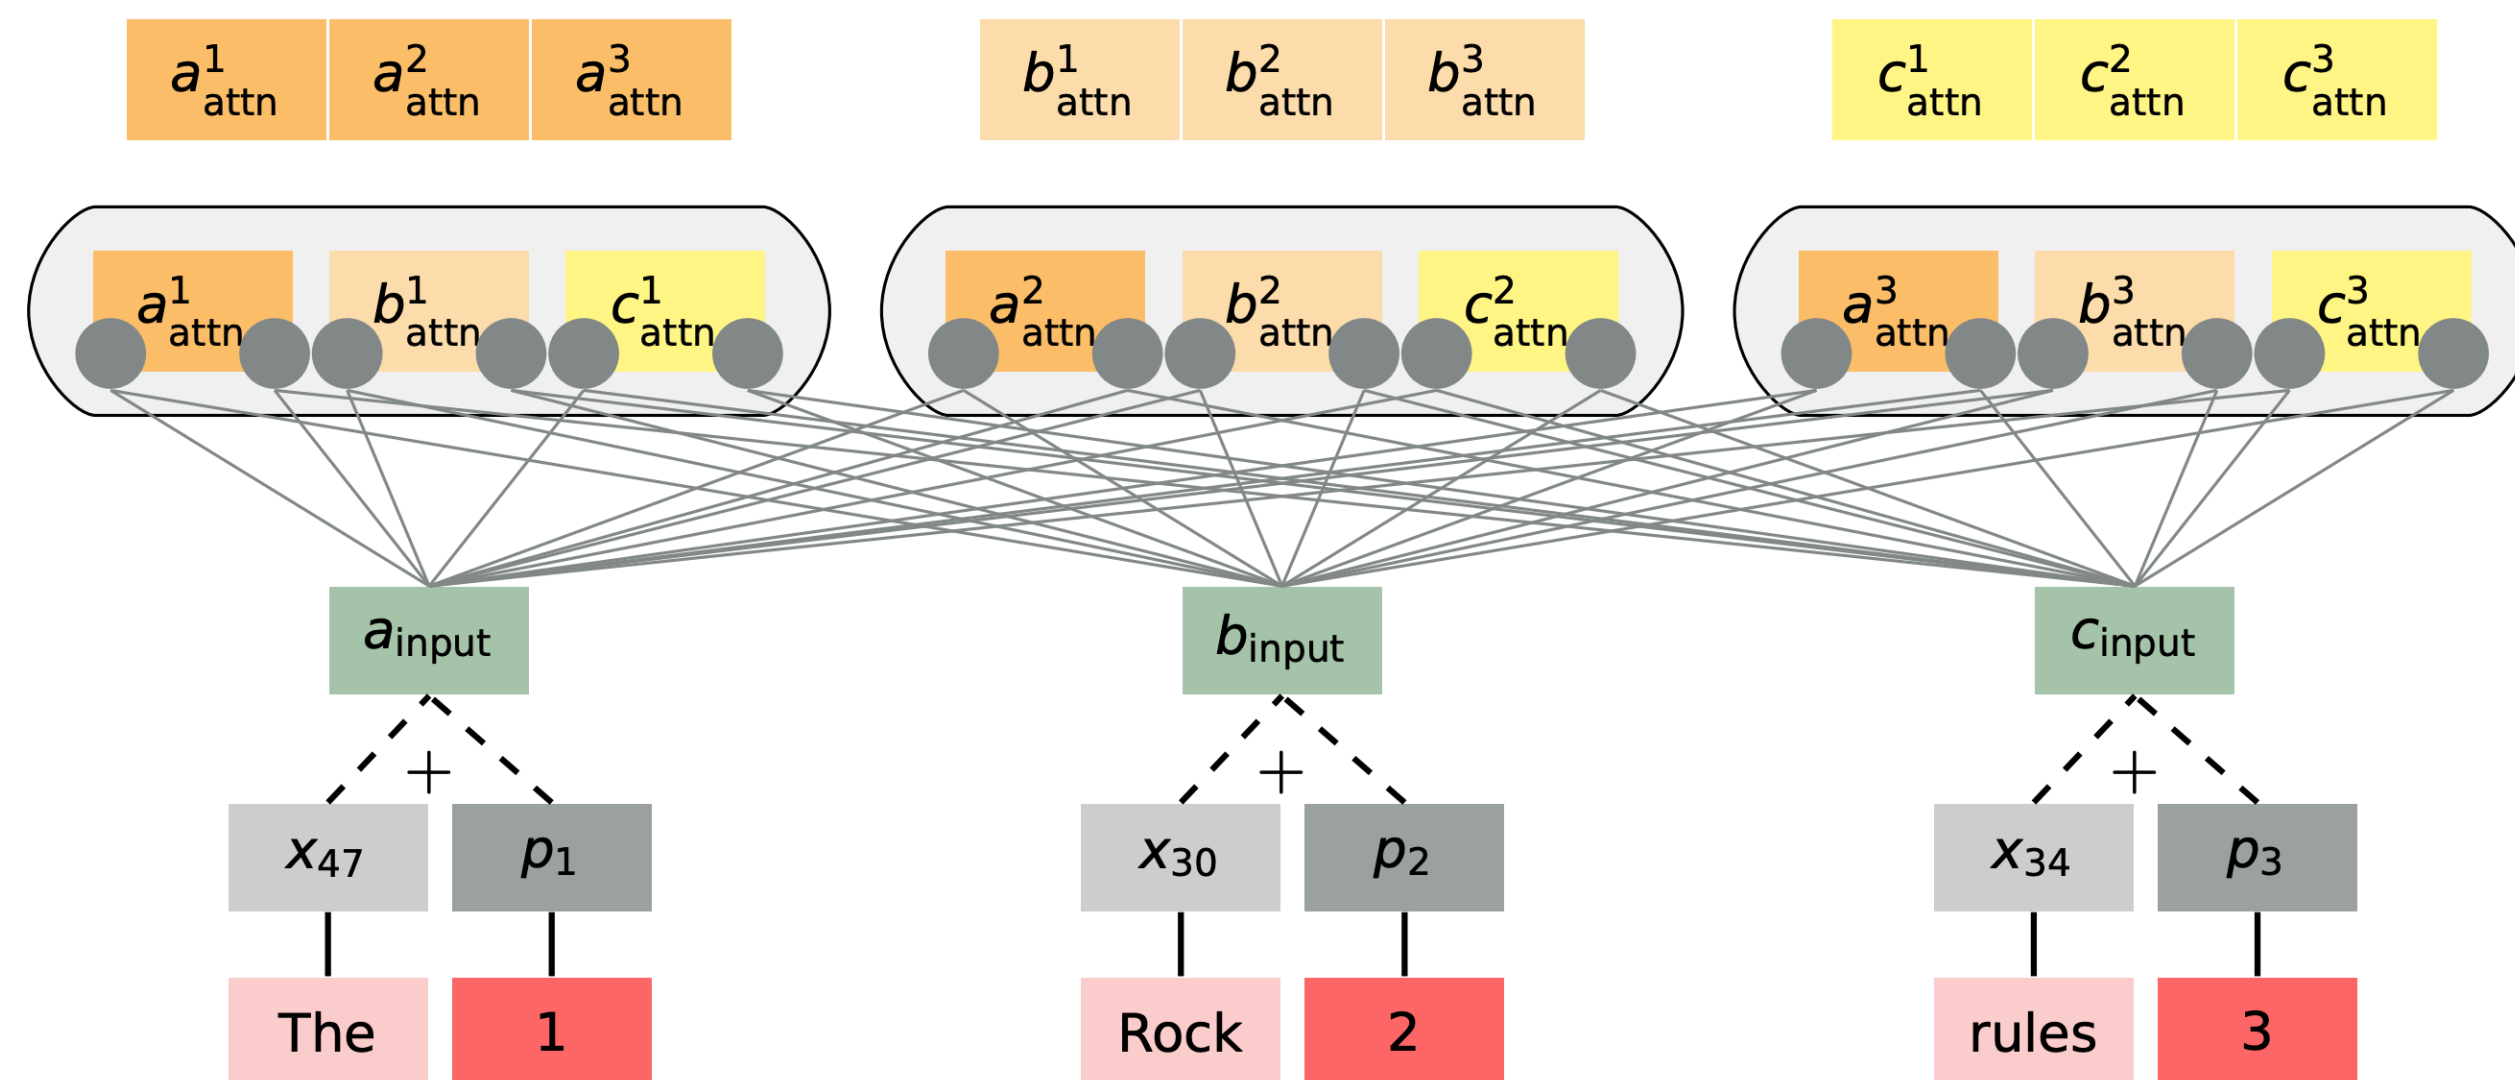 a¹attn a²attn a³attn b¹attn b²attn b³attn c¹attn c²attn c³attn
a¹attn b¹attn c¹attn a²attn b²attn c²attn a³attn b³attn c³attn
a_input b_input c_input
+ + +
x₄₇ p₁ x₃₀ p₂ x₃₄ p₃
The 1 Rock 2 rules 3